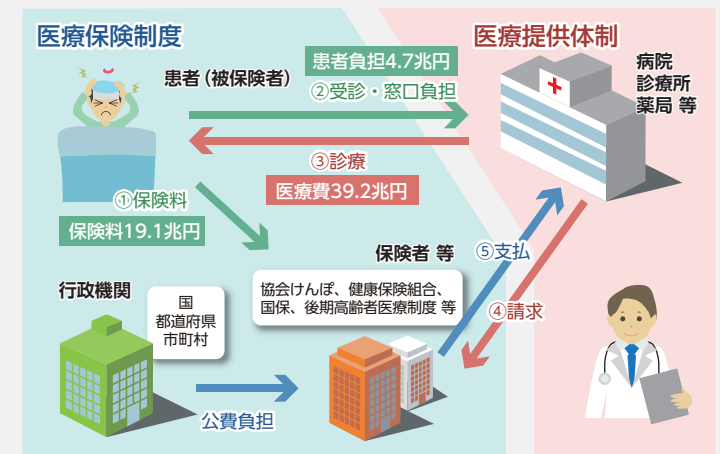 医療保険制度
医療提供体制
患者（被保険者）
患者負担4.7兆円
②受診・窓口負担
病院
診療所
薬局 等
③診療
医療費39.2兆円
①保険料
保険料19.1兆円
保険者 等
協会けんぽ、健康保険組合、
国保、後期高齢者医療制度 等
⑤支払
④請求
行政機関
国
都道府県
市町村
公費負担